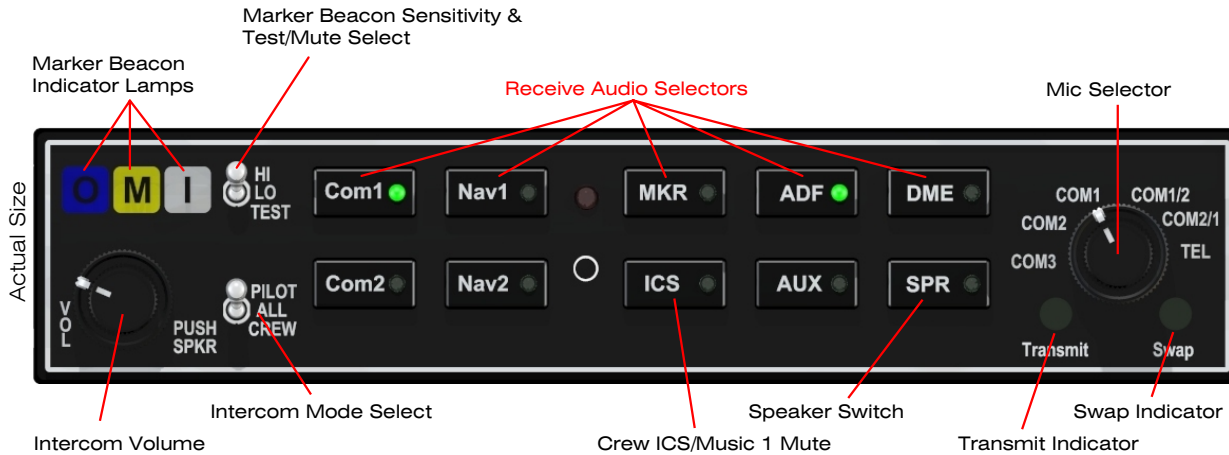 Marker Beacon Sensitivity &
Test/Mute Select
Marker Beacon
Indicator Lamps
Receive Audio Selectors
Mic Selector
Actual Size
O M I
HI
LO
TEST
Com1
Nav1
MKR
ADF
DME
COM1
COM1/2
COM2
COM2/1
COM3
TEL
VOL
PUSH
SPKR
PILOT
ALL
CREW
Com2
Nav2
ICS
AUX
SPR
Transmit
Swap
Intercom Mode Select
Speaker Switch
Swap Indicator
Intercom Volume
Crew ICS/Music 1 Mute
Transmit Indicator